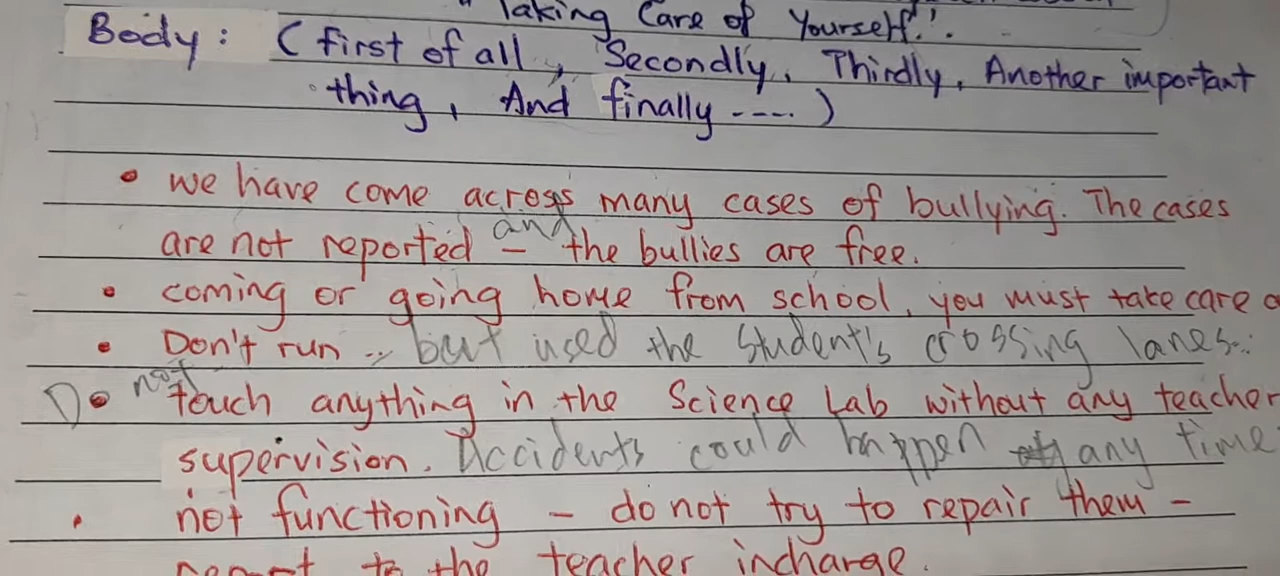 " Taking Care of Yourself!'.
Body : ( First of all , Secondly, Thirdly, Another important
thing, And finally ---- )
• we have come across many cases of bullying. The cases
are not reported - and the bullies are free.
• coming or going home from school, you must take care o
• Don't run .., but used the student's crossing lanes..
Do not touch anything in the Science Lab without any teacher
supervision. Accidents could happen any time
• not functioning - do not try to repair them -
report to the teacher incharge.